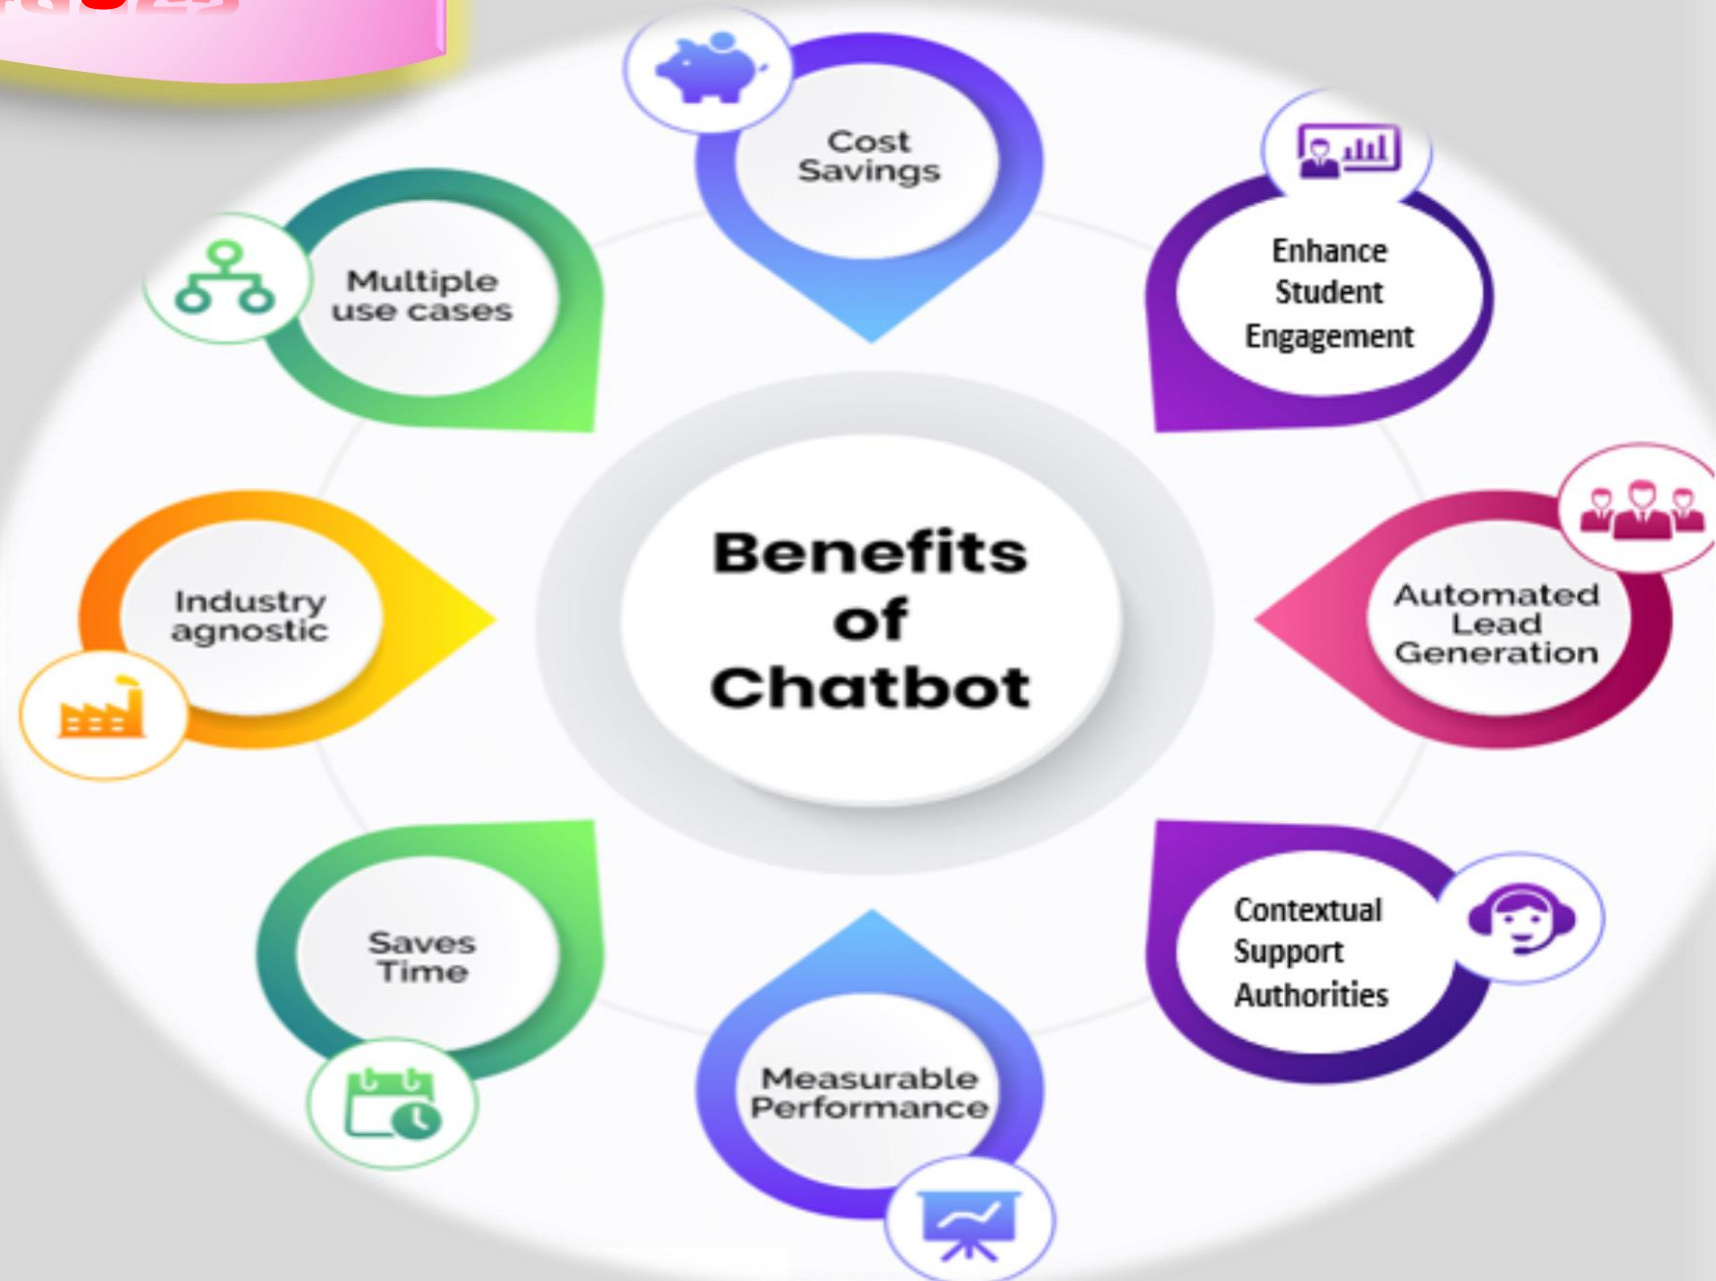 Cost
Savings
Enhance
Student
Engagement
Multiple
use cases
Benefits
of
Chatbot
Industry
agnostic
Automated
Lead
Generation
Contextual
Support
Authorities
Saves
Time
Measurable
Performance